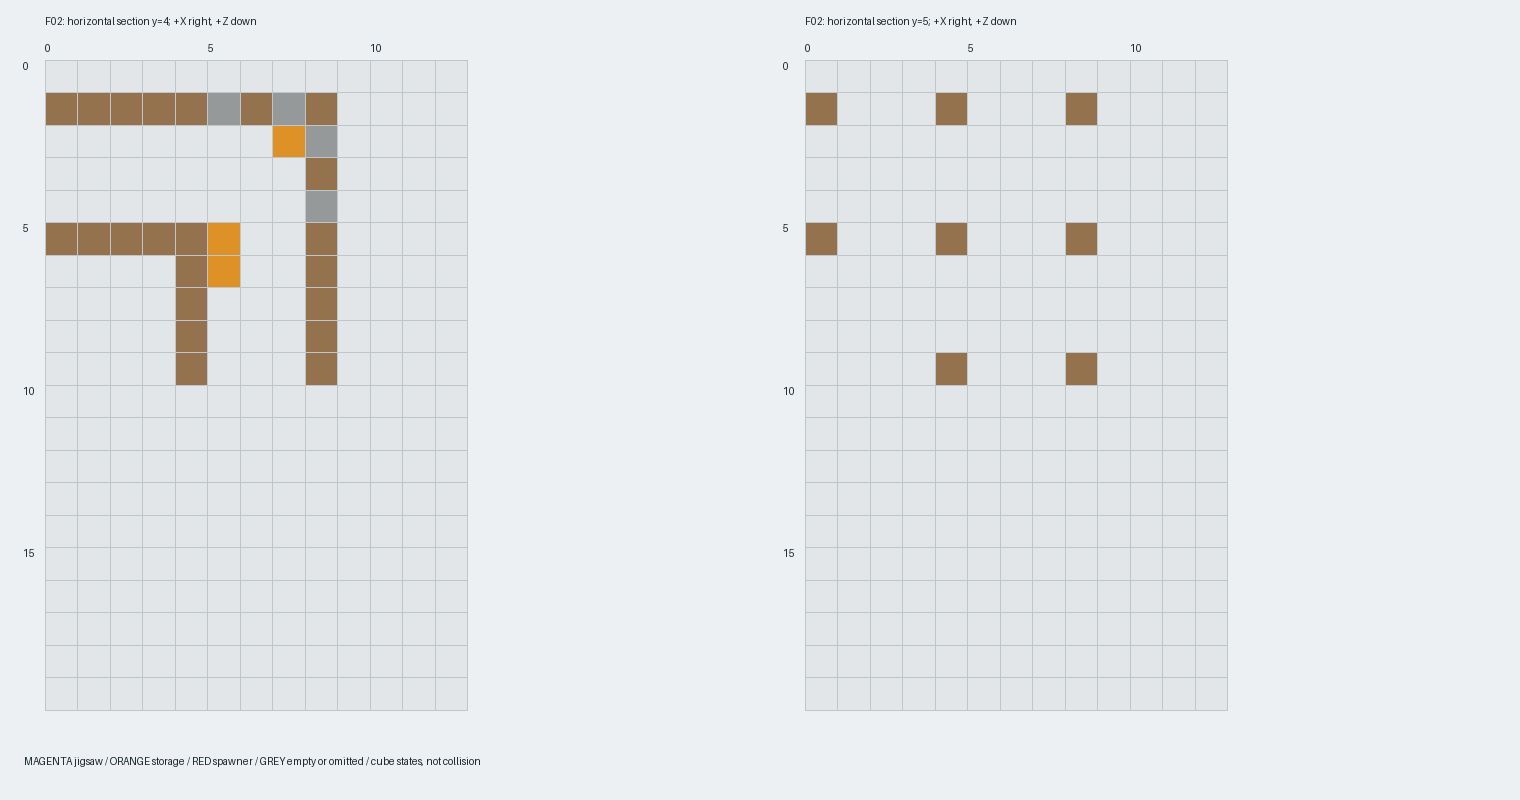 F02: horizontal section y=4; +X right, +Z down
F02: horizontal section y=5; +X right, +Z down
0 5 10
0 5 10
0
0
5
5
10
10
15
15
MAGENTA jigsaw / ORANGE storage / RED spawner / GREY empty or omitted / cube states, not collision